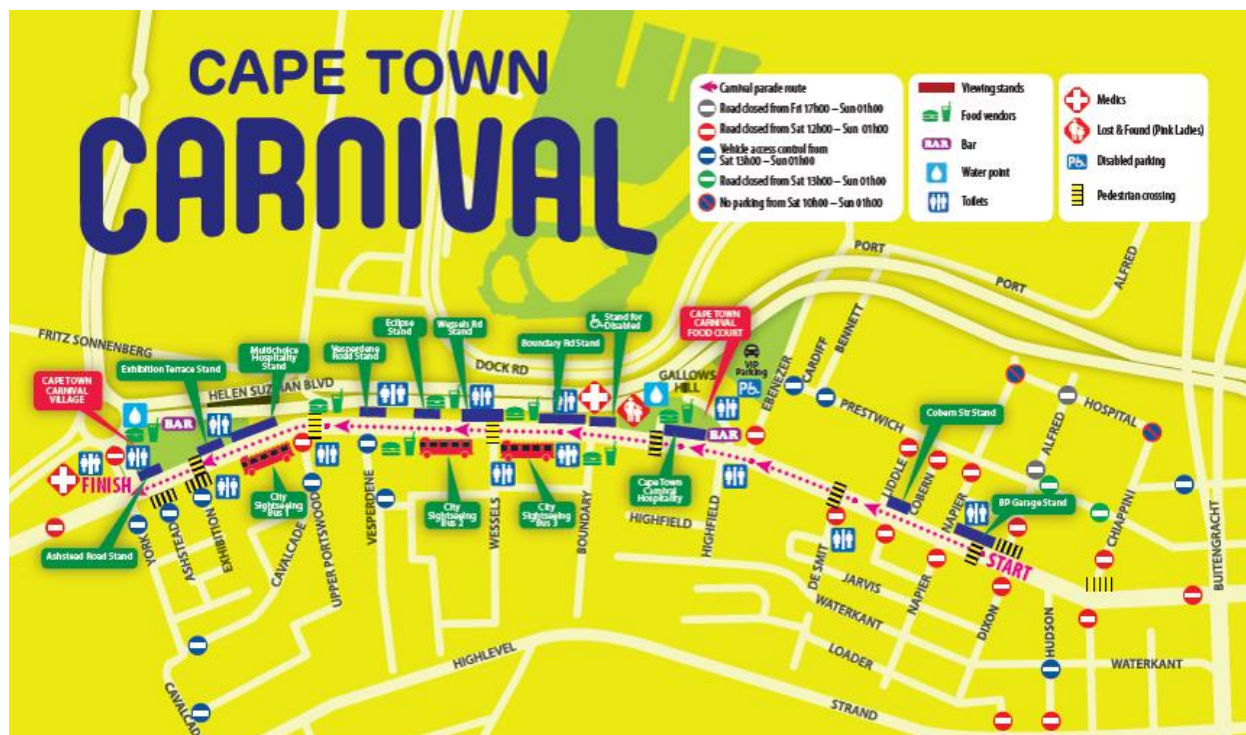 CAPE TOWN
CARNIVAL
Carnival parade route
Road closed from Fri 17h00 – Sun 01h00
Road closed from Sat 12h00 – Sun 01h00
Vehicle access control from
Sat 13h00 – Sun 01h00
Road closed from Sat 13h00 – Sun 01h00
No parking from Sat 10h00 – Sun 01h00
Viewing stands
Food vendors
BAR Bar
Water point
Toilets
Medics
Lost & Found (Pink Ladies)
P Disabled parking
Pedestrian crossing
PORT
PORT
ALFRED
FRITZ SONNENBERG
CAPE TOWN
CARNIVAL
VILLAGE
Exhibition Terrace Stand
Multichoice
Hospitality
Stand
HELEN SUZMAN BLVD
Vesperdene
Road Stand
Eclipse
Stand
Wessels Rd
Stand
DOCK RD
Boundary Rd Stand
Stand for
Disabled
CAPE TOWN
CARNIVAL
FOOD COURT
GALLOWS
HILL
VIP
Parking
P
EBENEZER
CARDIFF
BENNETT
PRESTWICH
Cobern Str Stand
ALFRED
HOSPITAL
BAR
BAR
FINISH
City
Sightseeing
Bus 1
City
Sightseeing
Bus 2
City
Sightseeing
Bus 3
Cape Town
Carnival
Hospitality
LIDDLE
COBERN
NAPIER
BP Garage Stand
CHIAPPINI
BUITENGRACHT
START
Ashstead Road Stand
YORK
ASHSTEAD
EXHIBITION
CAVALCADE
UPPER PORTSWOOD
VESPERDENE
WESSELS
BOUNDARY
HIGHFIELD
HIGHFIELD
DE SMIT
JARVIS
NAPIER
WATERKANT
DIXON
HUDSON
LOADER
WATERKANT
HIGHLEVEL
CAVALCAD
STRAND